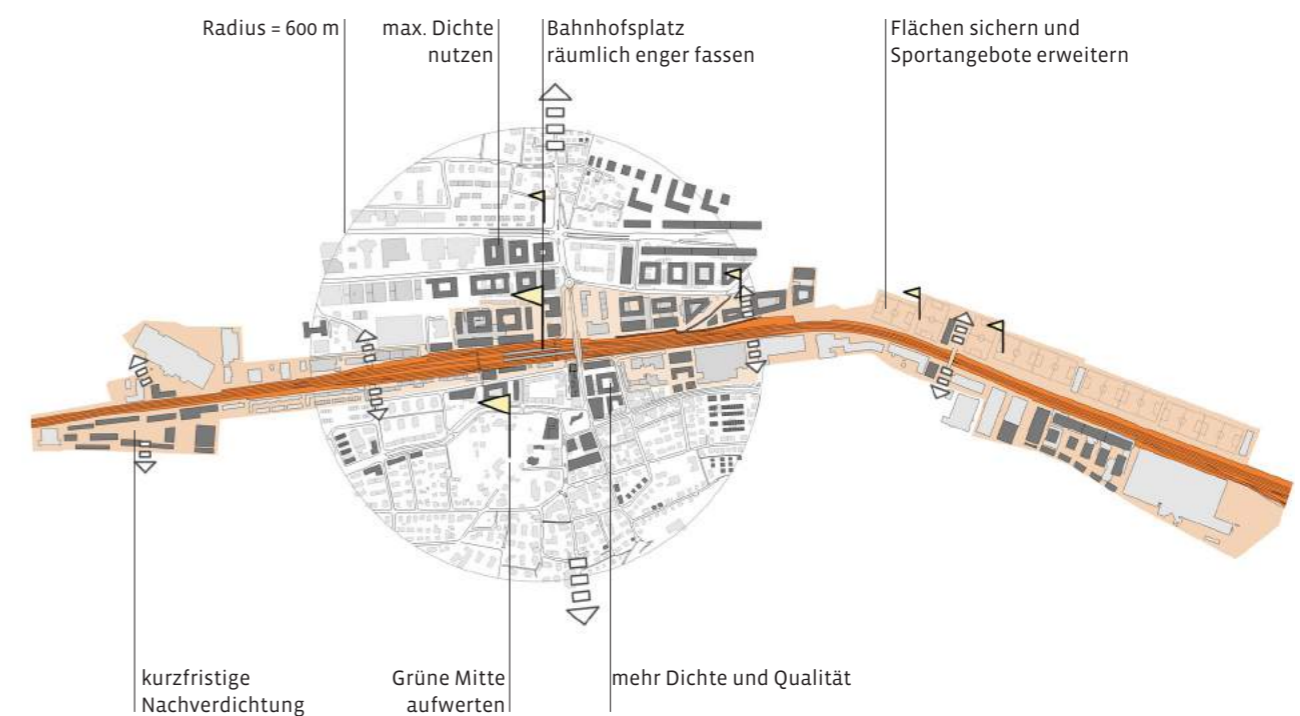 Radius = 600 m
max. Dichte
nutzen
Bahnhofsplatz
räumlich enger fassen
Flächen sichern und
Sportangebote erweitern
kurzfristige
Nachverdichtung
Grüne Mitte
aufwerten
mehr Dichte und Qualität